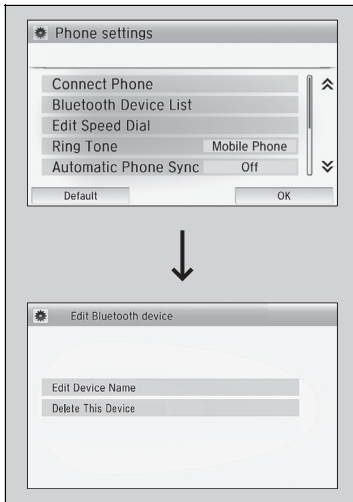 Phone settings
Connect Phone
Bluetooth Device List
Edit Speed Dial
Ring Tone Mobile Phone
Automatic Phone Sync Off
Default OK
Edit Bluetooth device
Edit Device Name
Delete This Device